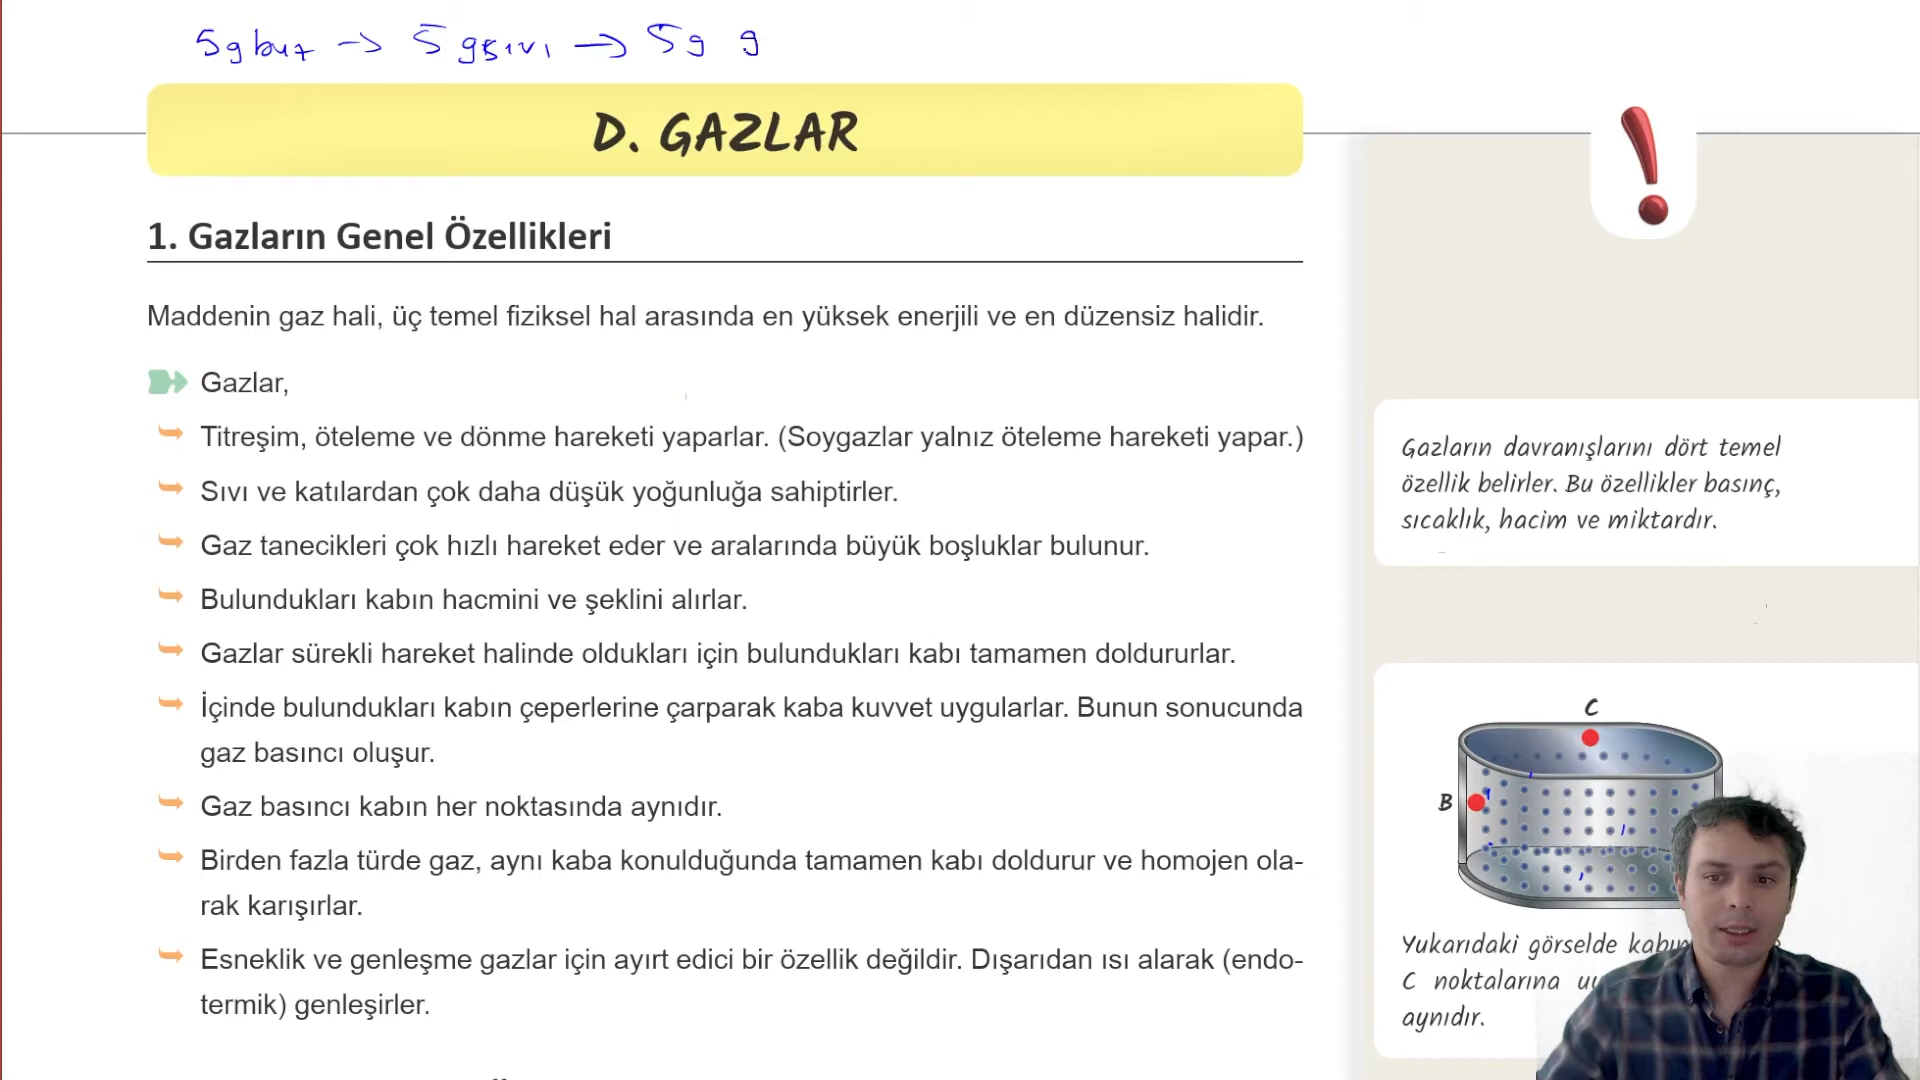 5g buz → 5 g sıvı → 5g g
D. GAZLAR
1. Gazların Genel Özellikleri
Maddenin gaz hali, üç temel fiziksel hal arasında en yüksek enerjili ve en düzensiz halidir.
Gazlar,
Titreşim, öteleme ve dönme hareketi yaparlar. (Soygazlar yalnız öteleme hareketi yapar.)
Sıvı ve katılardan çok daha düşük yoğunluğa sahiptirler.
Gaz tanecikleri çok hızlı hareket eder ve aralarında büyük boşluklar bulunur.
Bulundukları kabın hacmini ve şeklini alırlar.
Gazlar sürekli hareket halinde oldukları için bulundukları kabı tamamen doldururlar.
İçinde bulundukları kabın çeperlerine çarparak kaba kuvvet uygularlar. Bunun sonucunda
gaz basıncı oluşur.
Gaz basıncı kabın her noktasında aynıdır.
Birden fazla türde gaz, aynı kaba konulduğunda tamamen kabı doldurur ve homojen ola-
rak karışırlar.
Esneklik ve genleşme gazlar için ayırt edici bir özellik değildir. Dışarıdan ısı alarak (endo-
termik) genleşirler.
Gazların davranışlarını dört temel
özellik belirler. Bu özellikler basınç,
sıcaklık, hacim ve miktardır.
C
B
Yukarıdaki görselde kabın
C noktalarına
aynıdır.